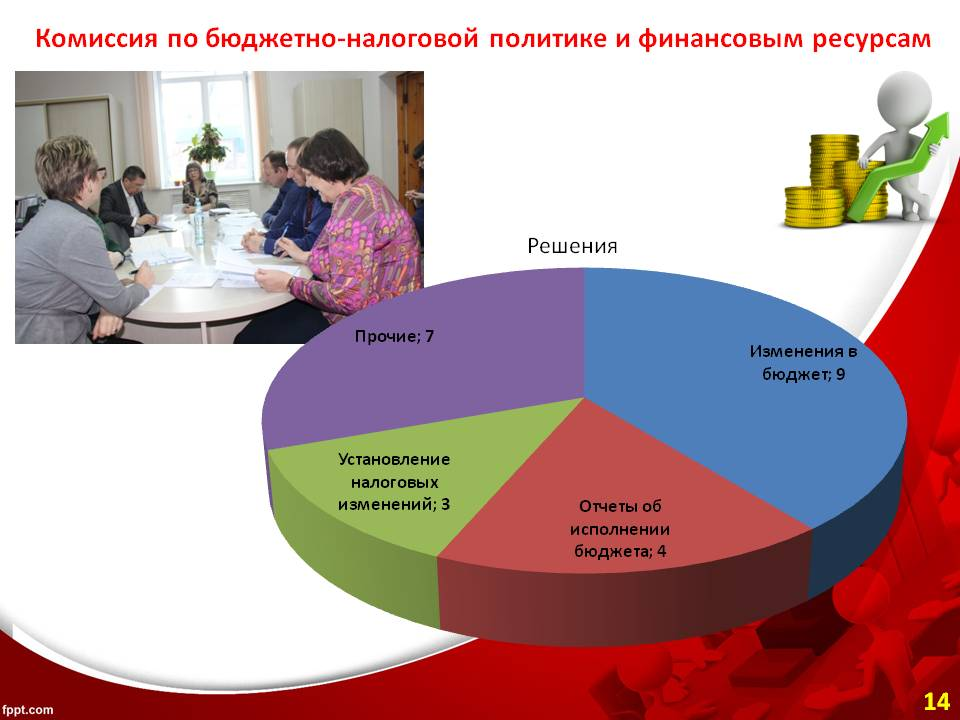 Комиссия по бюджетно-налоговой политике и финансовым ресурсам
Решения
Прочие; 7
Изменения в
бюджет; 9
Установление
налоговых
изменений; 3
Отчеты об
исполнении
бюджета; 4
fppt.com
14